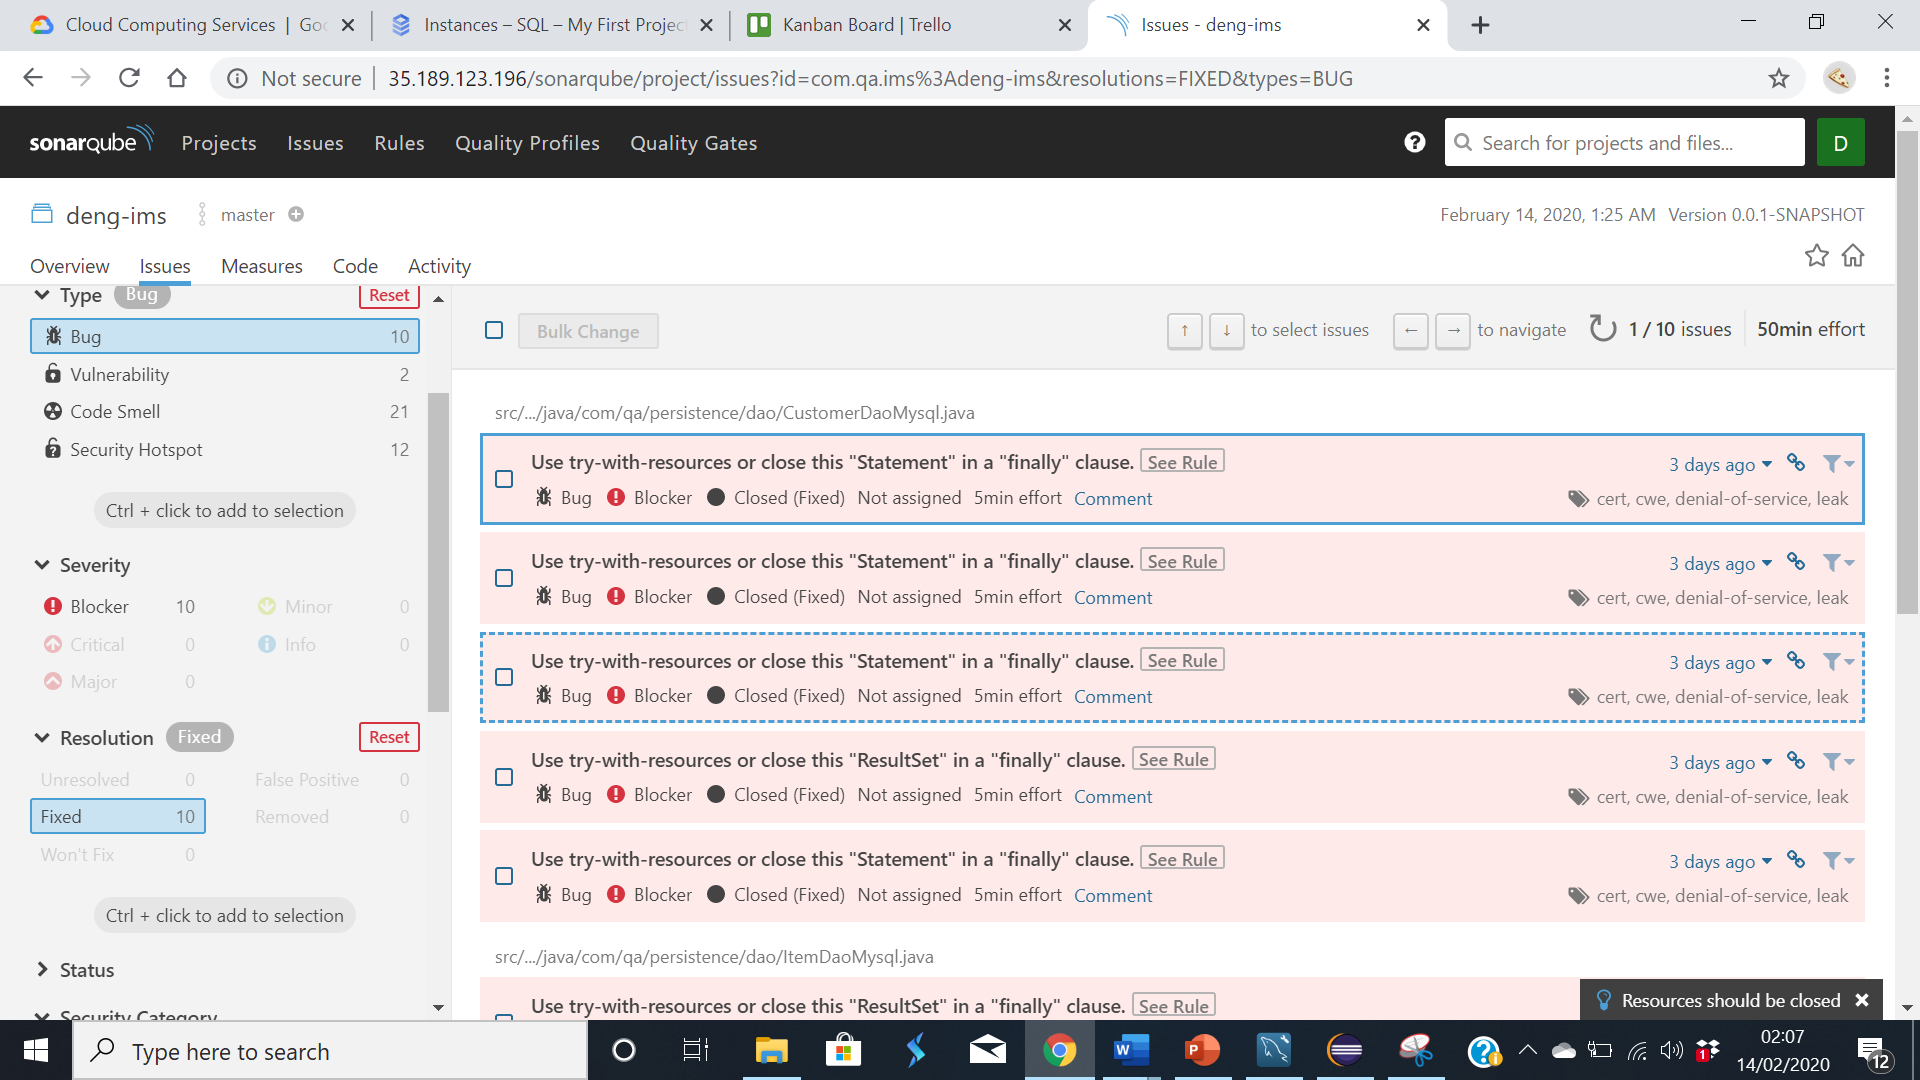 Cloud Computing Services | Goo
Instances – SQL – My First Project
Kanban Board | Trello
Issues - deng-ims
Not secure
35.189.123.196/sonarqube/project/issues?id=com.qa.ims%3Adeng-ims&resolutions=FIXED&types=BUG
sonarqube Projects Issues Rules Quality Profiles Quality Gates
Search for projects and files...
D
deng-ims master
February 14, 2020, 1:25 AM Version 0.0.1-SNAPSHOT
Overview Issues Measures Code Activity
Type Bug Reset
Bug 10
Vulnerability 2
Code Smell 21
Security Hotspot 12
Ctrl + click to add to selection
Severity
Blocker 10 Minor 0
Critical 0 Info 0
Major 0
Resolution Fixed Reset
Unresolved 0 False Positive 0
Fixed 10 Removed 0
Won't Fix 0
Ctrl + click to add to selection
Status
Security Category
Bulk Change
↑ ↓ to select issues ← → to navigate 1 / 10 issues 50min effort
src/.../java/com/qa/persistence/dao/CustomerDaoMysql.java
Use try-with-resources or close this "Statement" in a "finally" clause. See Rule 3 days ago
Bug Blocker Closed (Fixed) Not assigned 5min effort Comment cert, cwe, denial-of-service, leak
Use try-with-resources or close this "Statement" in a "finally" clause. See Rule 3 days ago
Bug Blocker Closed (Fixed) Not assigned 5min effort Comment cert, cwe, denial-of-service, leak
Use try-with-resources or close this "Statement" in a "finally" clause. See Rule 3 days ago
Bug Blocker Closed (Fixed) Not assigned 5min effort Comment cert, cwe, denial-of-service, leak
Use try-with-resources or close this "ResultSet" in a "finally" clause. See Rule 3 days ago
Bug Blocker Closed (Fixed) Not assigned 5min effort Comment cert, cwe, denial-of-service, leak
Use try-with-resources or close this "Statement" in a "finally" clause. See Rule 3 days ago
Bug Blocker Closed (Fixed) Not assigned 5min effort Comment cert, cwe, denial-of-service, leak
src/.../java/com/qa/persistence/dao/ItemDaoMysql.java
Use try-with-resources or close this "ResultSet" in a "finally" clause. See Rule
Resources should be closed
Type here to search
02:07
14/02/2020
12